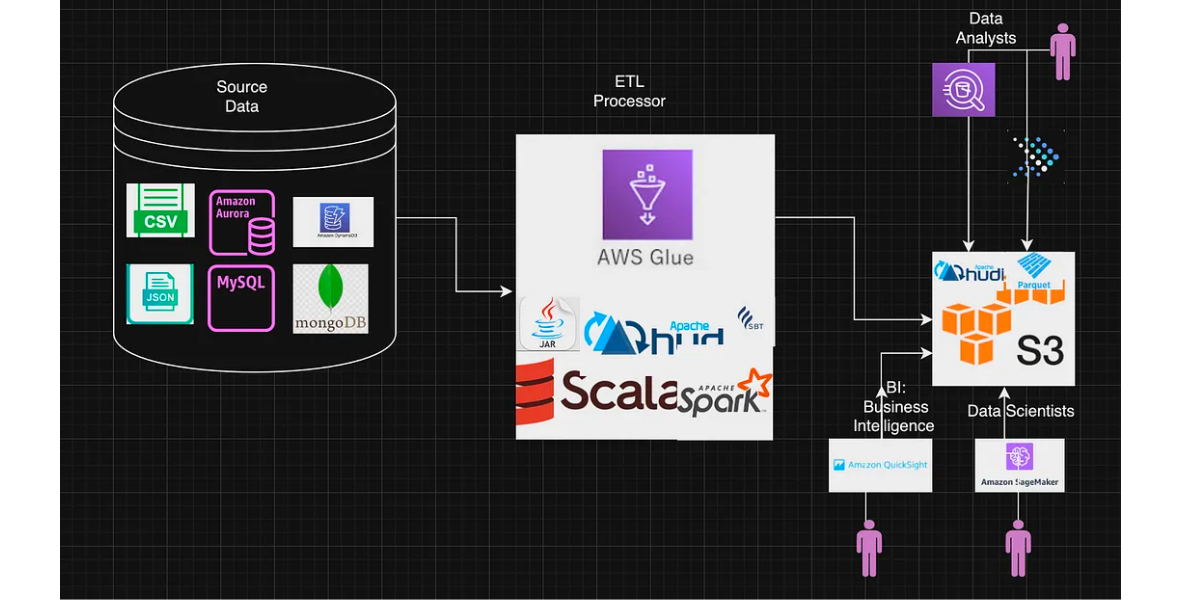 Source
Data
CSV
Amazon
Aurora
Amazon DynamoDB
JSON
MySQL
mongoDB
ETL
Processor
AWS Glue
JAR
Apache
hudi
SBT
Scala
APACHE
Spark
Data
Analysts
Apache
hudi
Parquet
S3
BI:
Business
Intelligence
Data Scientists
Amazon QuickSight
Amazon SageMaker